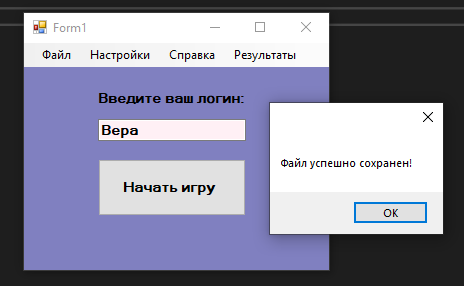 Form1
Файл Настройки Справка Результаты
Введите ваш логин:
Вера
Начать игру
Файл успешно сохранен!
OK